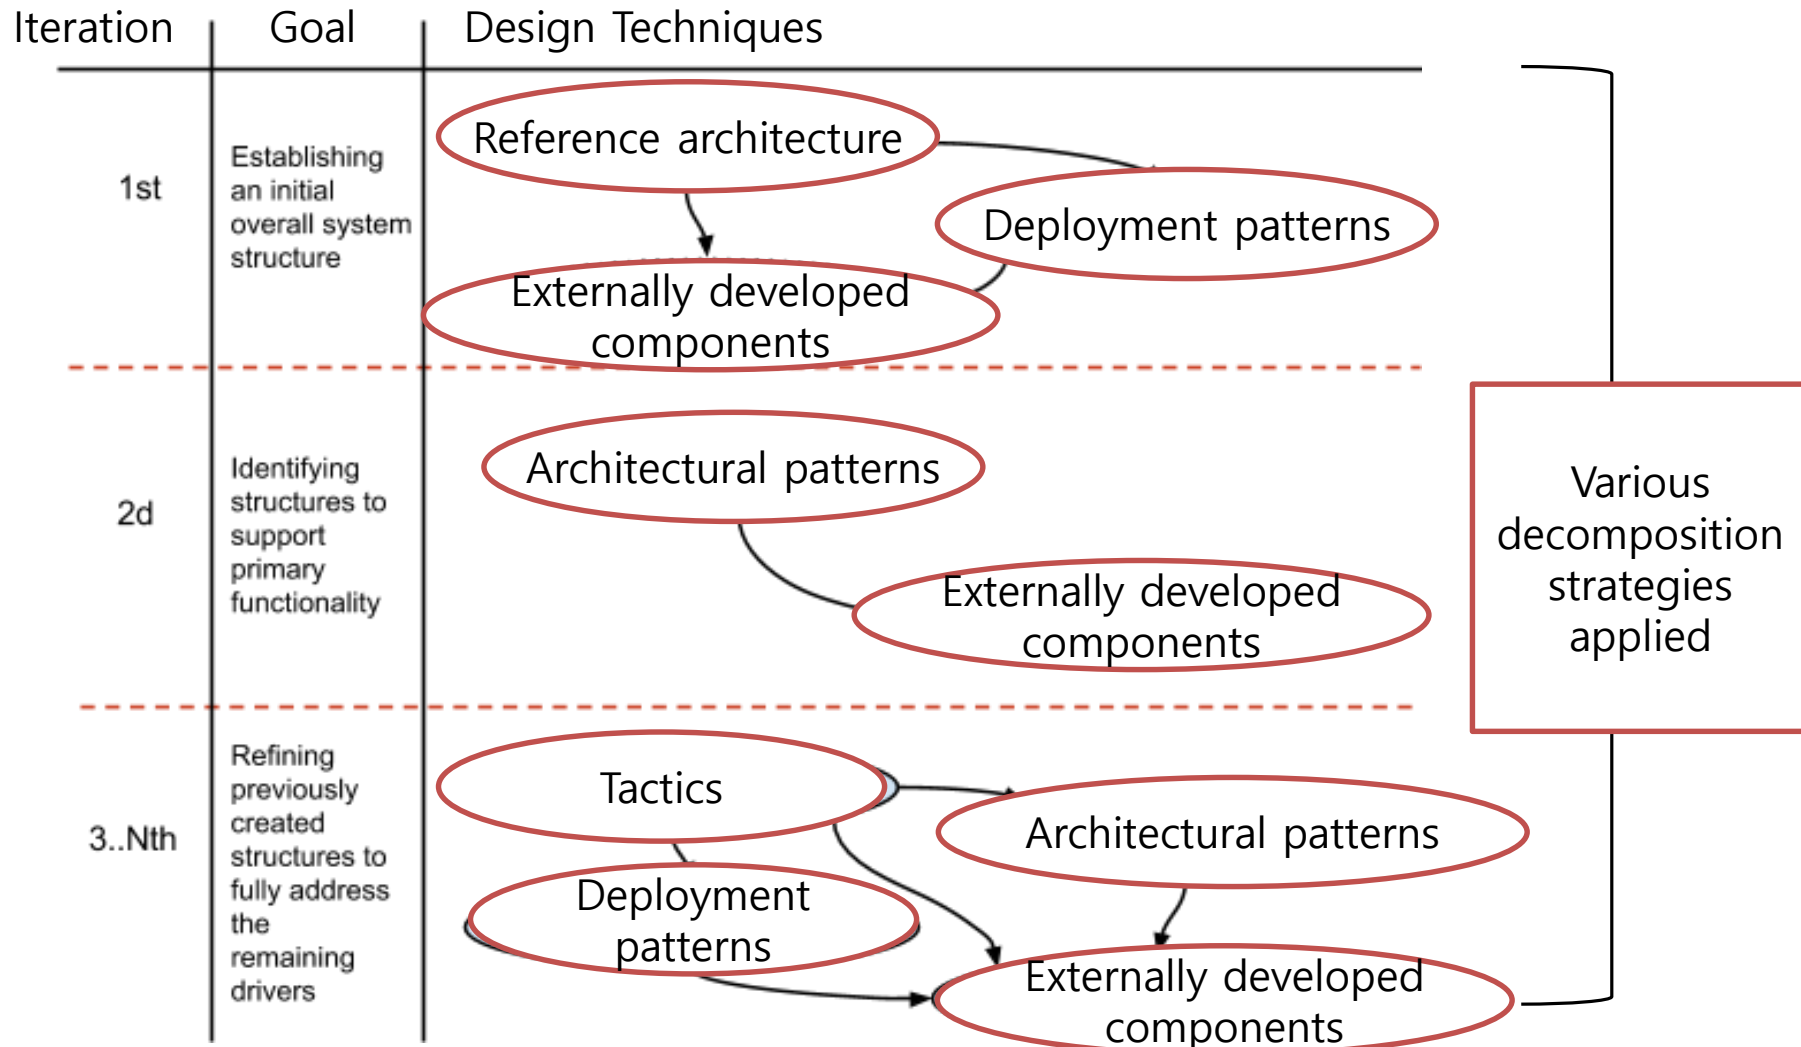 Iteration Goal Design Techniques
1st
Establishing
an initial
overall system
structure
Reference architecture
Deployment patterns
Externally developed
components
2d
Identifying
structures to
support
primary
functionality
Architectural patterns
Externally developed
components
3..Nth
Refining
previously
created
structures to
fully address
the
remaining
drivers
Tactics
Architectural patterns
Deployment
patterns
Externally developed
components
Various
decomposition
strategies
applied